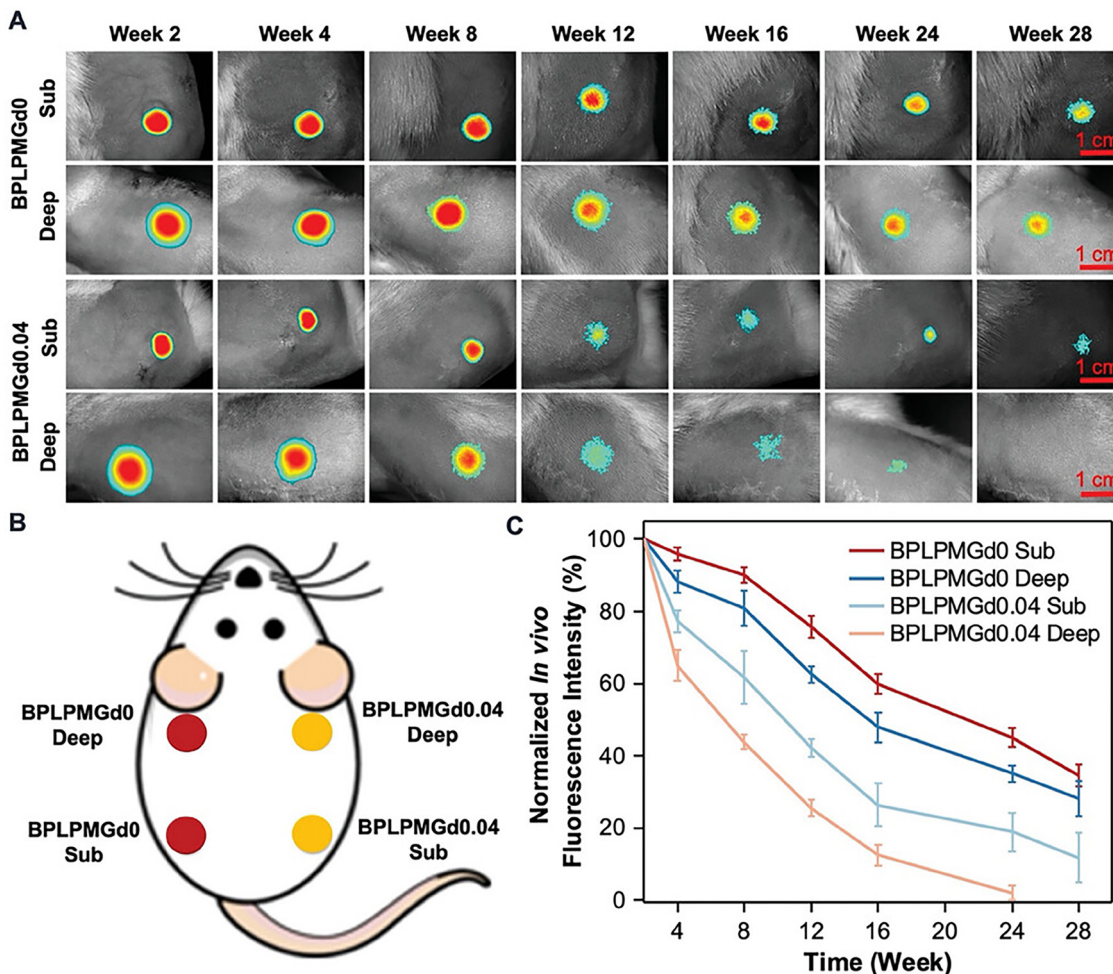 A
Week 2 Week 4 Week 8 Week 12 Week 16 Week 24 Week 28
BPLPMGd0
Sub
1 cm
Deep
1 cm
BPLPMGd0.04
Sub
1 cm
Deep
1 cm
B
BPLPMGd0
Deep
BPLPMGd0.04
Deep
BPLPMGd0
Sub
BPLPMGd0.04
Sub
C
Normalized In vivo
Fluorescence Intensity (%)
100
80
60
40
20
0
BPLPMGd0 Sub
BPLPMGd0 Deep
BPLPMGd0.04 Sub
BPLPMGd0.04 Deep
4 8 12 16 20 24 28
Time (Week)